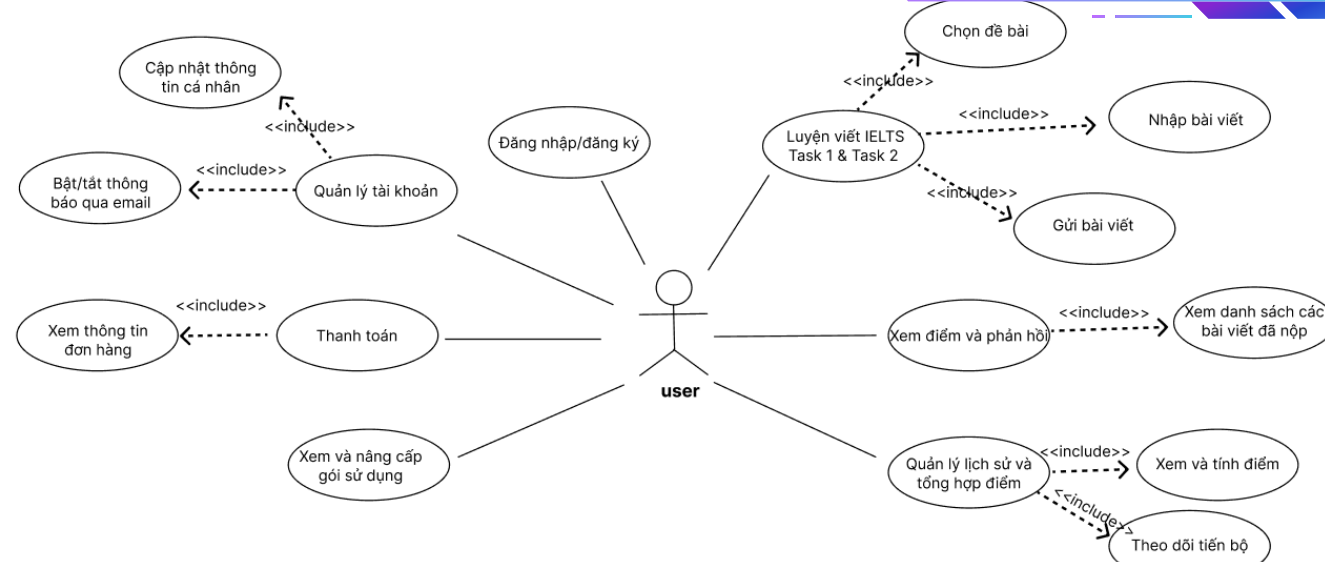 Chọn đề bài
Cập nhật thông
tin cá nhân
<<include>>
<<include>>
<<include>>
Nhập bài viết
Đăng nhập/đăng ký
Luyện viết IELTS
Task 1 & Task 2
<<include>>
Bật/tắt thông
báo qua email
Quản lý tài khoản
<<include>>
Gửi bài viết
<<include>>
Xem thông tin
đơn hàng
Thanh toán
Xem điểm và phản hồi
<<include>>
Xem danh sách các
bài viết đã nộp
user
Xem và nâng cấp
gói sử dụng
Quản lý lịch sử và
tổng hợp điểm
<<include>>
Xem và tính điểm
<<include>>
Theo dõi tiến bộ